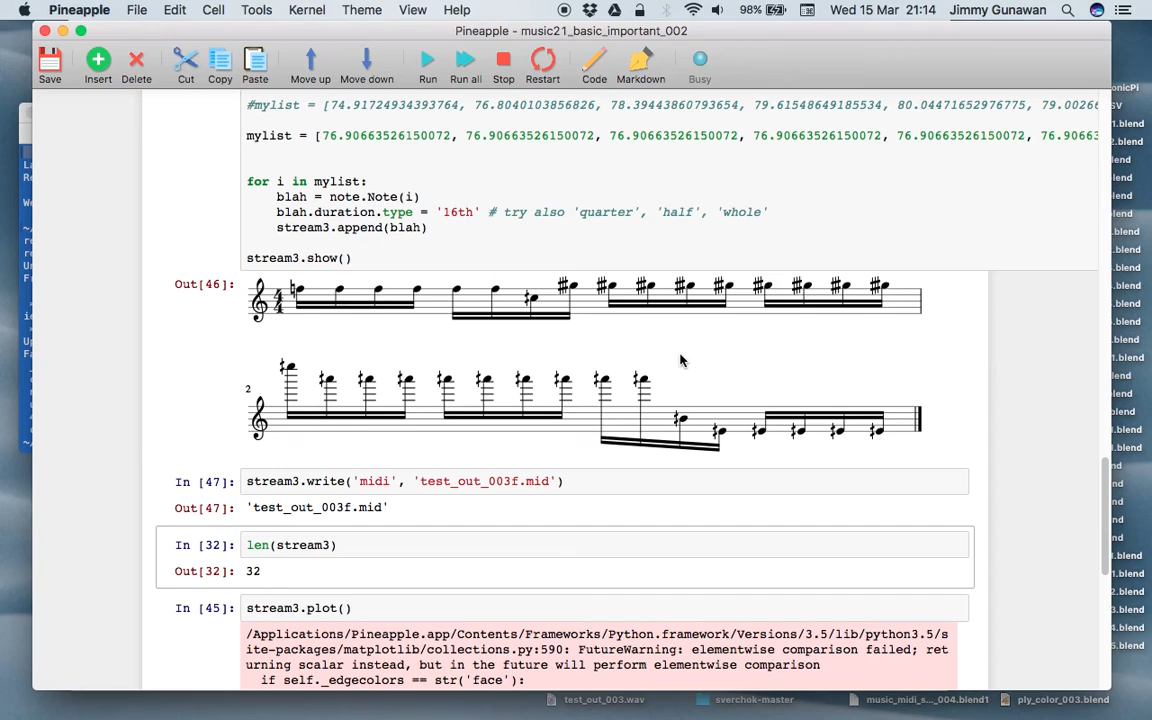 Pineapple File Edit Cell Tools Kernel Theme View Help 98% Wed 15 Mar 21:14 Jimmy Gunawan
Pineapple - music21_basic_important_002
Save Insert Delete Cut Copy Paste Move up Move down Run Run all Stop Restart Code Markdown Busy
#mylist = [74.91724934393764, 76.8040103856826, 78.39443860793654, 79.61548649185534, 80.04471652976775, 79.0026
mylist = [76.90663526150072, 76.90663526150072, 76.90663526150072, 76.90663526150072, 76.90663526150072, 76.9066
for i in mylist:
blah = note.Note(i)
blah.duration.type = '16th' # try also 'quarter', 'half', 'whole'
stream3.append(blah)
stream3.show()
Out[46]:
4
4
2
In [47]: stream3.write('midi', 'test_out_003f.mid')
Out[47]: 'test_out_003f.mid'
In [32]: len(stream3)
Out[32]: 32
In [45]: stream3.plot()
/Applications/Pineapple.app/Contents/Frameworks/Python.framework/Versions/3.5/lib/python3.5/s
ite-packages/matplotlib/collections.py:590: FutureWarning: elementwise comparison failed; ret
urning scalar instead, but in the future will perform elementwise comparison
if self._edgecolors == str('face'):
test_out_003.wav sverchok-master music_midi_s..._004.blend1 ply_color_003.blend